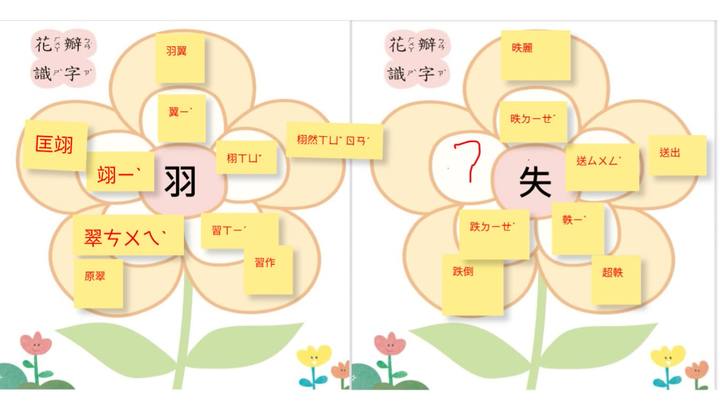 花ㄏㄨㄚ瓣ㄅㄢˋ
識ㄕˋ字ㄗˋ
羽翼
翼ㄧˋ
匡翊
翊ㄧˋ
栩ㄒㄩˇ
栩然ㄒㄩˇㄖㄢˊ
羽
翠ㄘㄨㄟˋ
原翠
習ㄒㄧˊ
習作
花ㄏㄨㄚ瓣ㄅㄢˋ
識ㄕˋ字ㄗˋ
昳麗
昳ㄉㄧㄝˊ
?
失
送ㄙㄨㄥˋ
送出
跌ㄉㄧㄝˊ
跌倒
軼ㄧˋ
超軼